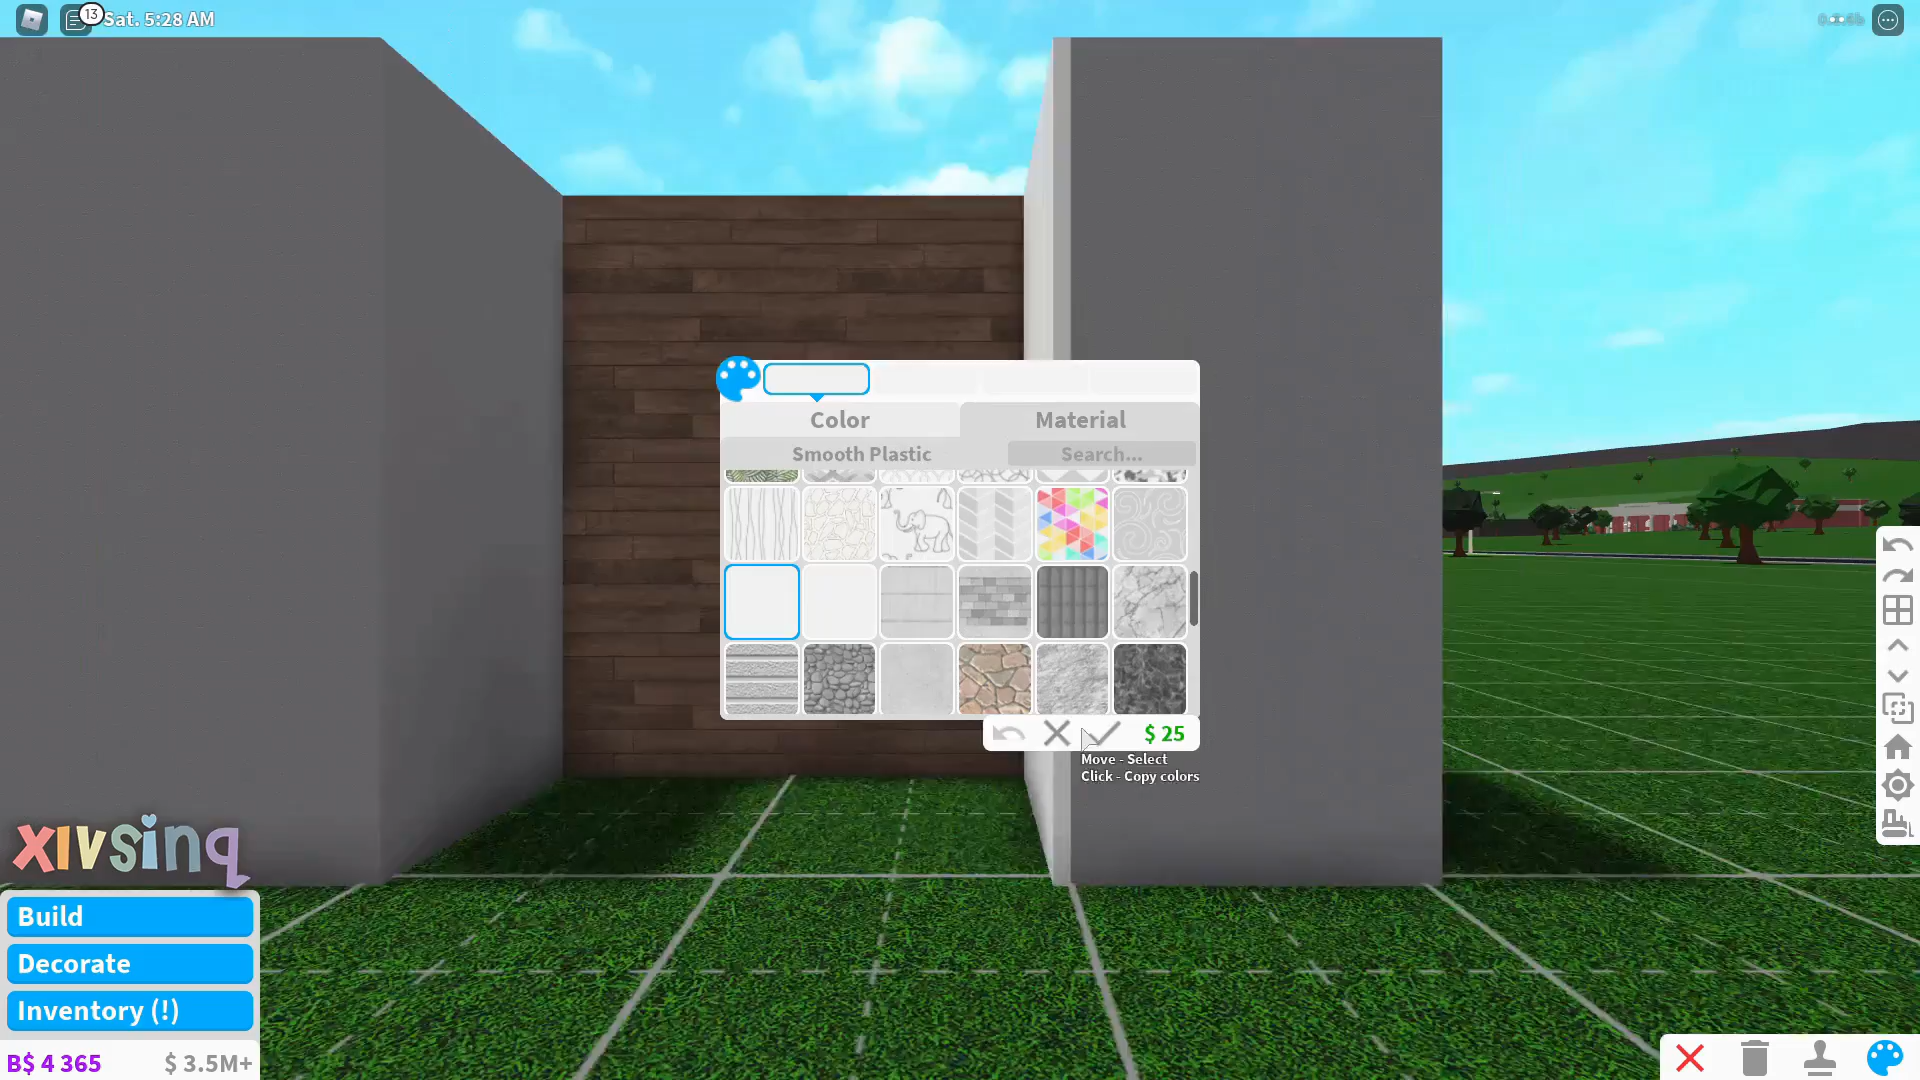 13
Sat. 5:28 AM
Color
Material
Smooth Plastic
Search...
$ 25
Move - Select
Click - Copy colors
xivsinq
Build
Decorate
Inventory (!)
B$ 4 365
$ 3.5M+